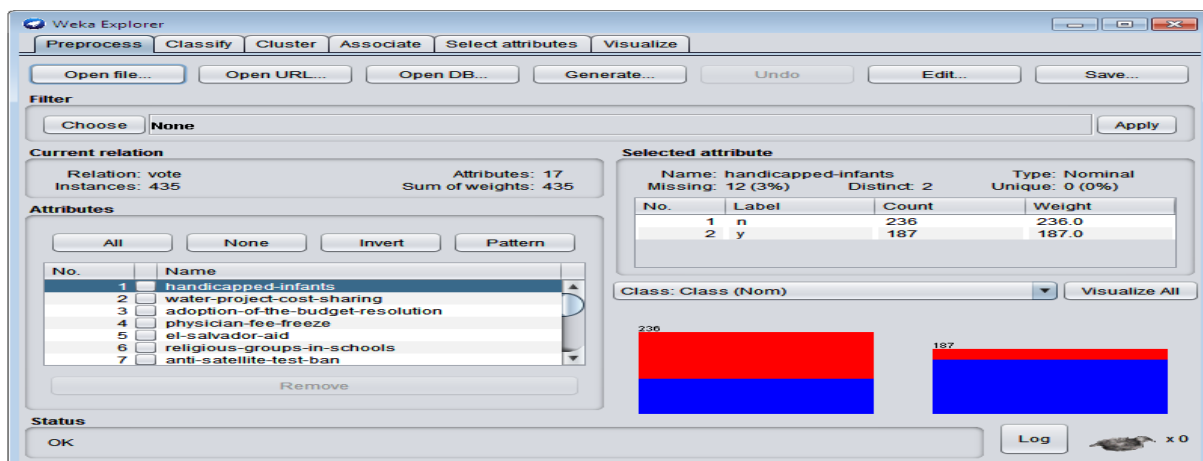 Weka Explorer
Preprocess Classify Cluster Associate Select attributes Visualize
Open file... Open URL... Open DB... Generate... Undo Edit... Save...
Filter
Choose None Apply
Current relation
Relation: vote Attributes: 17
Instances: 435 Sum of weights: 435
Attributes
All None Invert Pattern
No. Name
1 handicapped-infants
2 water-project-cost-sharing
3 adoption-of-the-budget-resolution
4 physician-fee-freeze
5 el-salvador-aid
6 religious-groups-in-schools
7 anti-satellite-test-ban
Remove
Selected attribute
Name: handicapped-infants Type: Nominal
Missing: 12 (3%) Distinct: 2 Unique: 0 (0%)
No. Label Count Weight
1 n 236 236.0
2 y 187 187.0
Class: Class (Nom) Visualize All
236
187
Status
OK
Log x 0